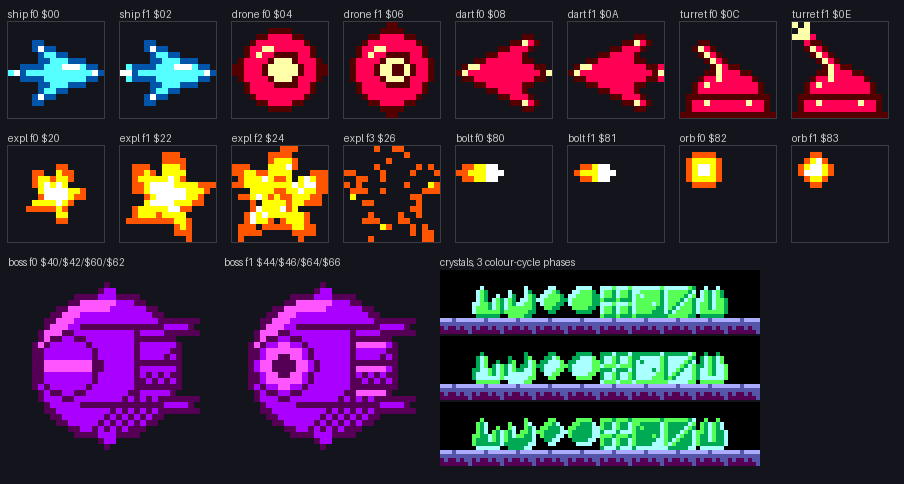 ship f0 $00
ship f1 $02
drone f0 $04
drone f1 $06
dart f0 $08
dart f1 $0A
turret f0 $0C
turret f1 $0E
expl f0 $20
expl f1 $22
expl f2 $24
expl f3 $26
bolt f0 $80
bolt f1 $81
orb f0 $82
orb f1 $83
boss f0 $40/$42/$60/$62
boss f1 $44/$46/$64/$66
crystals, 3 colour-cycle phases